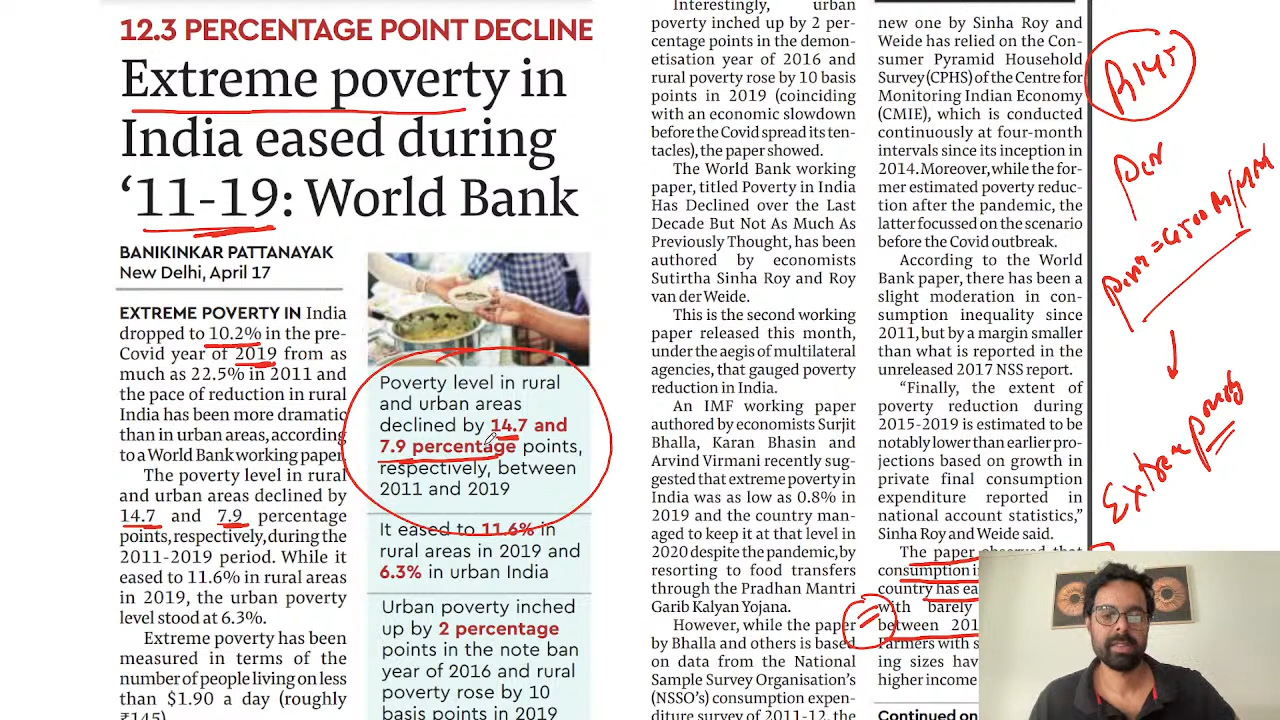 12.3 PERCENTAGE POINT DECLINE
Extreme poverty in
India eased during
‘11-19: World Bank
BANIKINKAR PATTANAYAK
New Delhi, April 17
EXTREME POVERTY IN India
dropped to 10.2% in the pre-
Covid year of 2019 from as
much as 22.5% in 2011 and
the pace of reduction in rural
India has been more dramatic
than in urban areas, according
to a World Bank working paper.
The poverty level in rural
and urban areas declined by
14.7 and 7.9 percentage
points, respectively, during the
2011-2019 period. While it
eased to 11.6% in rural areas
in 2019, the urban poverty
level stood at 6.3%.
Extreme poverty has been
measured in terms of the
number of people living on less
than $1.90 a day (roughly
₹145)
Poverty level in rural
and urban areas
declined by 14.7 and
7.9 percentage points,
respectively, between
2011 and 2019
It eased to 11.6% in
rural areas in 2019 and
6.3% in urban India
Urban poverty inched
up by 2 percentage
points in the note ban
year of 2016 and rural
poverty rose by 10
basis points in 2019
Interestingly, urban
poverty inched up by 2 per-
centage points in the demon-
etisation year of 2016 and
rural poverty rose by 10 basis
points in 2019 (coinciding
with an economic slowdown
before the Covid spread its ten-
tacles), the paper showed.
The World Bank working
paper, titled Poverty in India
Has Declined over the Last
Decade But Not As Much As
Previously Thought, has been
authored by economists
Sutirtha Sinha Roy and Roy
van der Weide.
This is the second working
paper released this month,
under the aegis of multilateral
agencies, that gauged poverty
reduction in India.
An IMF working paper
authored by economists Surjit
Bhalla, Karan Bhasin and
Arvind Virmani recently sug-
gested that extreme poverty in
India was as low as 0.8% in
2019 and the country man-
aged to keep it at that level in
2020 despite the pandemic, by
resorting to food transfers
through the Pradhan Mantri
Garib Kalyan Yojana.
However, while the paper
by Bhalla and others is based
on data from the National
Sample Survey Organisation’s
(NSSO’s) consumption expen-
diture survey of 2011-12, the
new one by Sinha Roy and
Weide has relied on the Con-
sumer Pyramid Household
Survey (CPHS) of the Centre for
Monitoring Indian Economy
(CMIE), which is conducted
continuously at four-month
intervals since its inception in
2014. Moreover, while the for-
mer estimated poverty reduc-
tion after the pandemic, the
latter focussed on the scenario
before the Covid outbreak.
According to the World
Bank paper, there has been a
slight moderation in con-
sumption inequality since
2011, but by a margin smaller
than what is reported in the
unreleased 2017 NSS report.
“Finally, the extent of
poverty reduction during
2015-2019 is estimated to be
notably lower than earlier pro-
jections based on growth in
private final consumption
expenditure reported in
national account statistics,”
Sinha Roy and Weide said.
The paper observed that
consumption
country has
with barely
between
Farmers with
ing sizes
higher income
Continued on
Extreme poverty